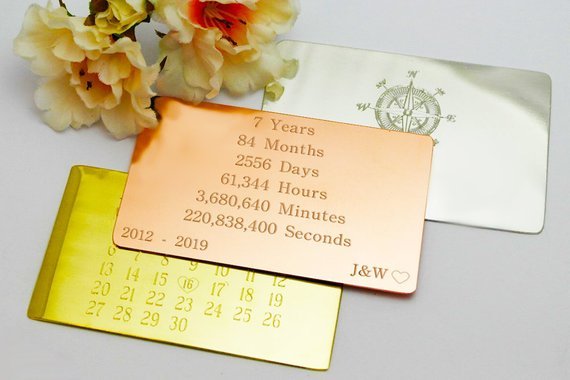 N
W
E
7 Years
84 Months
2556 Days
61,344 Hours
3,680,640 Minutes
220,838,400 Seconds
2012 - 2019
J&W ♡
6 7 8 9 10 11 12
13 14 15 16 17 18 19
20 21 22 23 24 25 26
27 28 29 30